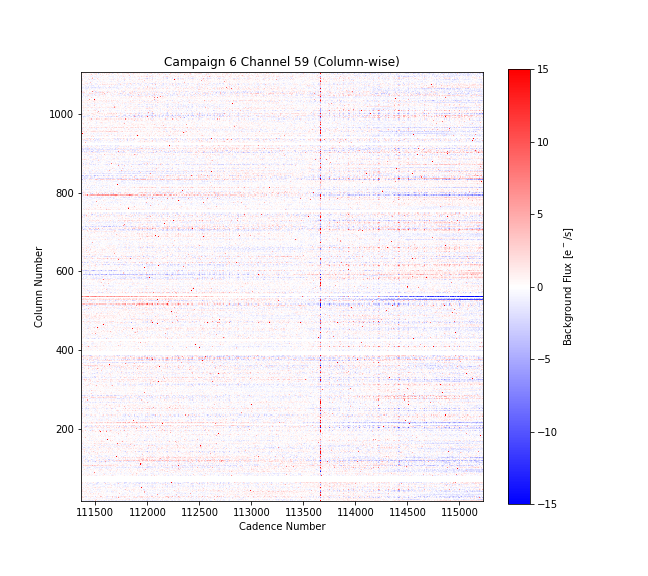 Campaign 6 Channel 59 (Column-wise)
1000
800
600
400
200
Column Number
111500 112000 112500 113000 113500 114000 114500 115000
Cadence Number
15
10
5
0
−5
−10
−15
Background Flux [e⁻/s]